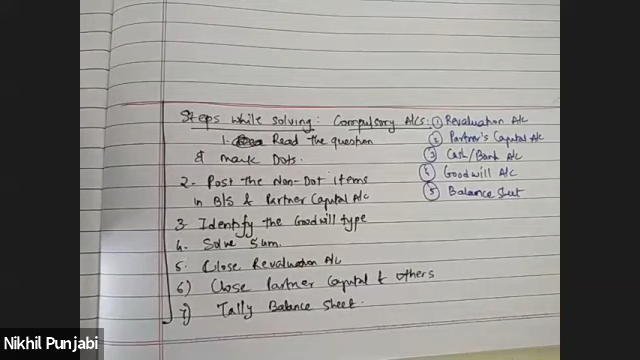 Steps while solving: Compulsory A/cs: ① Revaluation A/c
1. Read the question
② Partner's Capital A/c
& mark Dots.
③ Cash/Bank A/c
2. Post the Non-Dot items
④ Goodwill A/c
in B/S & Partner Capital A/c
⑤ Balance Sheet
3. Identify the Goodwill type
4. Solve Sum.
5. Close Revaluation A/c
6) Close Partner Capital & others
7) Tally Balance Sheet.
Nikhil Punjabi